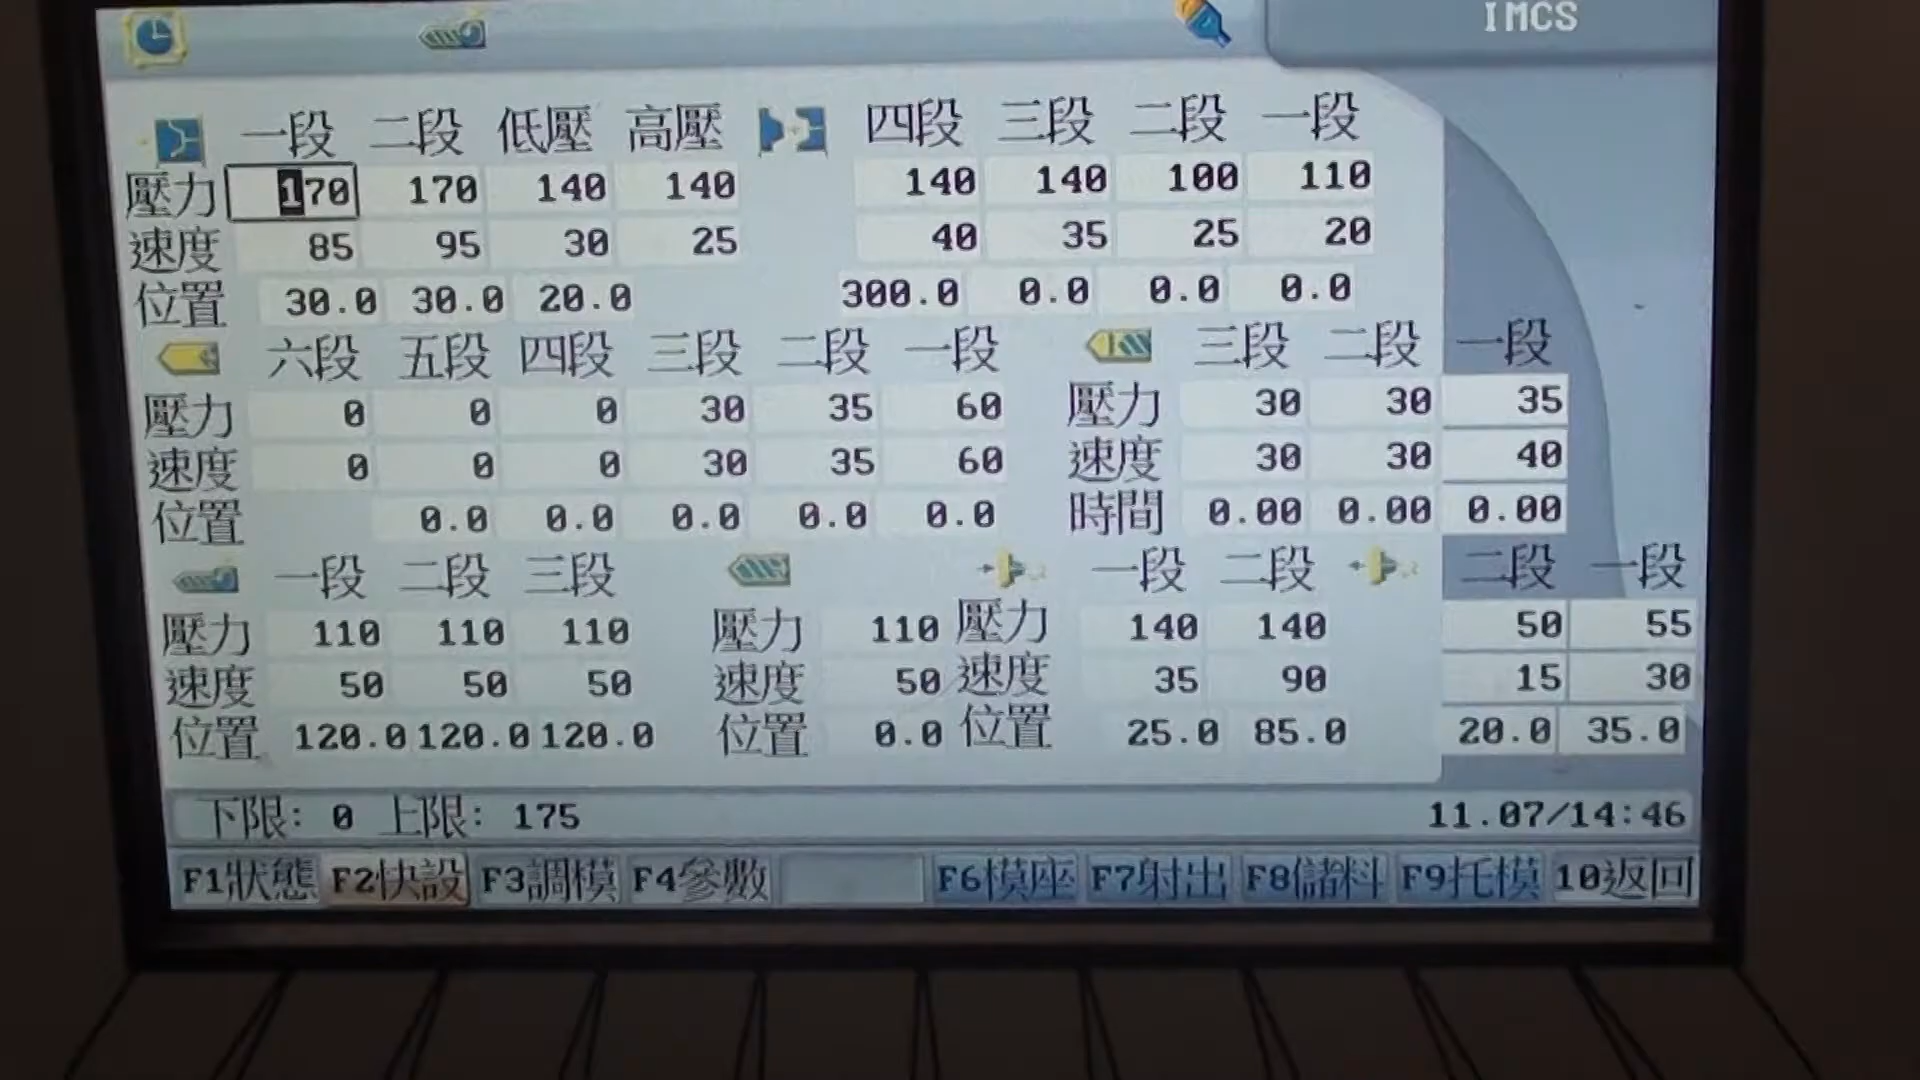 IMCS
一段 二段 低壓 高壓 四段 三段 二段 一段
壓力 170 170 140 140 140 140 100 110
速度 85 95 30 25 40 35 25 20
位置 30.0 30.0 20.0 300.0 0.0 0.0 0.0
六段 五段 四段 三段 二段 一段 三段 二段 一段
壓力 0 0 0 30 35 60 壓力 30 30 35
速度 0 0 0 30 35 60 速度 30 30 40
位置 0.0 0.0 0.0 0.0 0.0 時間 0.00 0.00 0.00
一段 二段 三段 一段 二段 二段 一段
壓力 110 110 110 壓力 110 壓力 140 140 50 55
速度 50 50 50 速度 50 速度 35 90 15 30
位置 120.0 120.0 120.0 位置 0.0 位置 25.0 85.0 20.0 35.0
下限: 0 上限: 175 11.07/14:46
F1狀態 F2快設 F3調模 F4參數 F6模座 F7射出 F8儲料 F9托模 10返回